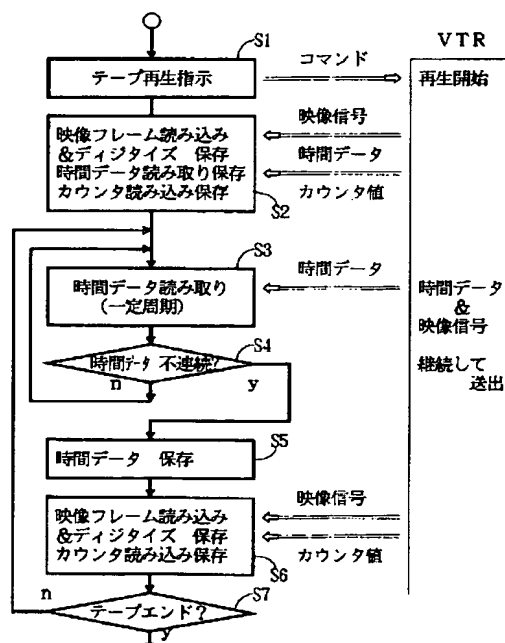 S1
VTR
テープ再生指示
コマンド
再生開始
映像フレーム読み込み
&ディジタイズ 保存
時間データ読み取り保存
カウンタ読み込み保存
S2
映像信号
時間データ
カウンタ値
S3
時間データ読み取り
(一定周期)
時間データ
時間データ
&
映像信号
継続して
送出
S4
時間データ 不連続?
n
y
S5
時間データ 保存
映像フレーム読み込み
&ディジタイズ 保存
カウンタ読み込み保存
S6
映像信号
カウンタ値
n
S7
テープエンド?
y